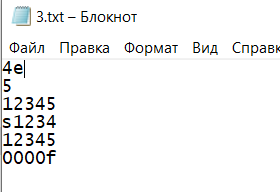 3.txt – Блокнот
Файл Правка Формат Вид Справк
4e
5
12345
s1234
12345
0000f